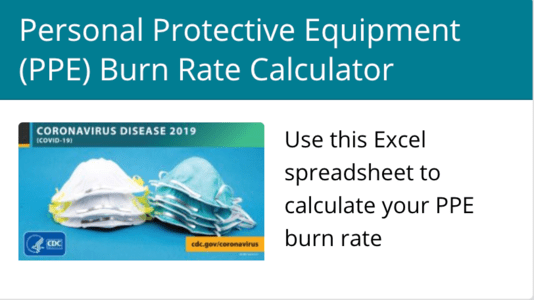 Personal Protective Equipment
(PPE) Burn Rate Calculator
CORONAVIRUS DISEASE 2019
(COVID-19)
Use this Excel
spreadsheet to
calculate your PPE
burn rate
CDC
cdc.gov/coronavirus